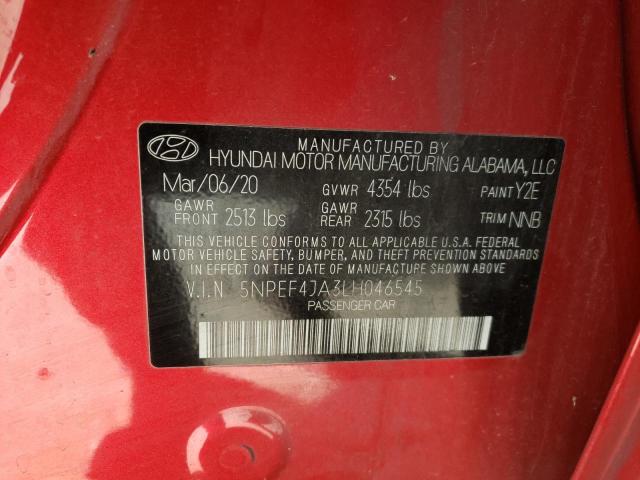 MANUFACTURED BY
HYUNDAI MOTOR MANUFACTURING ALABAMA, LLC
Mar/06/20 GVWR 4354 lbs PAINT Y2E
GAWR FRONT 2513 lbs GAWR REAR 2315 lbs TRIM NNB
THIS VEHICLE CONFORMS TO ALL APPLICABLE U.S.A. FEDERAL
MOTOR VEHICLE SAFETY, BUMPER, AND THEFT PREVENTION STANDARDS
IN EFFECT ON THE DATE OF MANUFACTURE SHOWN ABOVE.
V.I.N 5NPEF4JA3LH046545
PASSENGER CAR